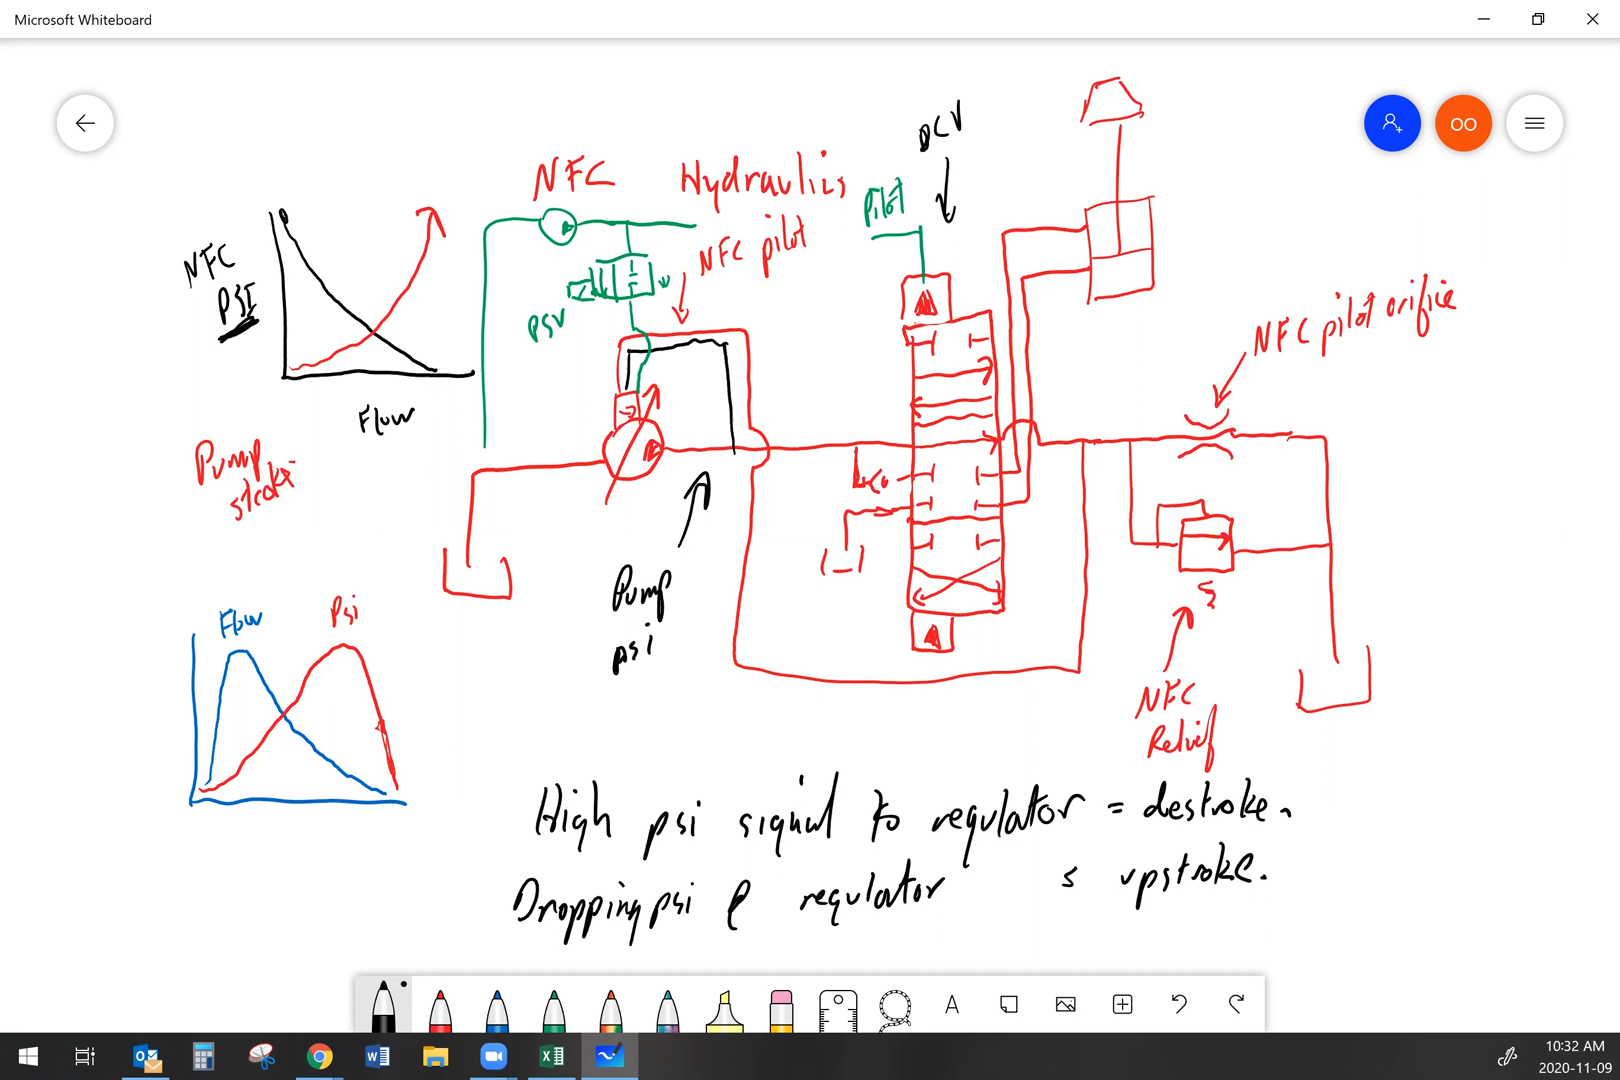 Microsoft Whiteboard
DCV
NFC Hydraulics
Pilot
NFC pilot
NFC
PSI
PSV
NFC pilot orifice
Flow
Pump
stroke
Pump
psi
Flow
Psi
NFC
Relief
High psi signal to regulator = destroke.
Dropping psi @ regulator = upstroke.
OO
A
10:32 AM
2020-11-09